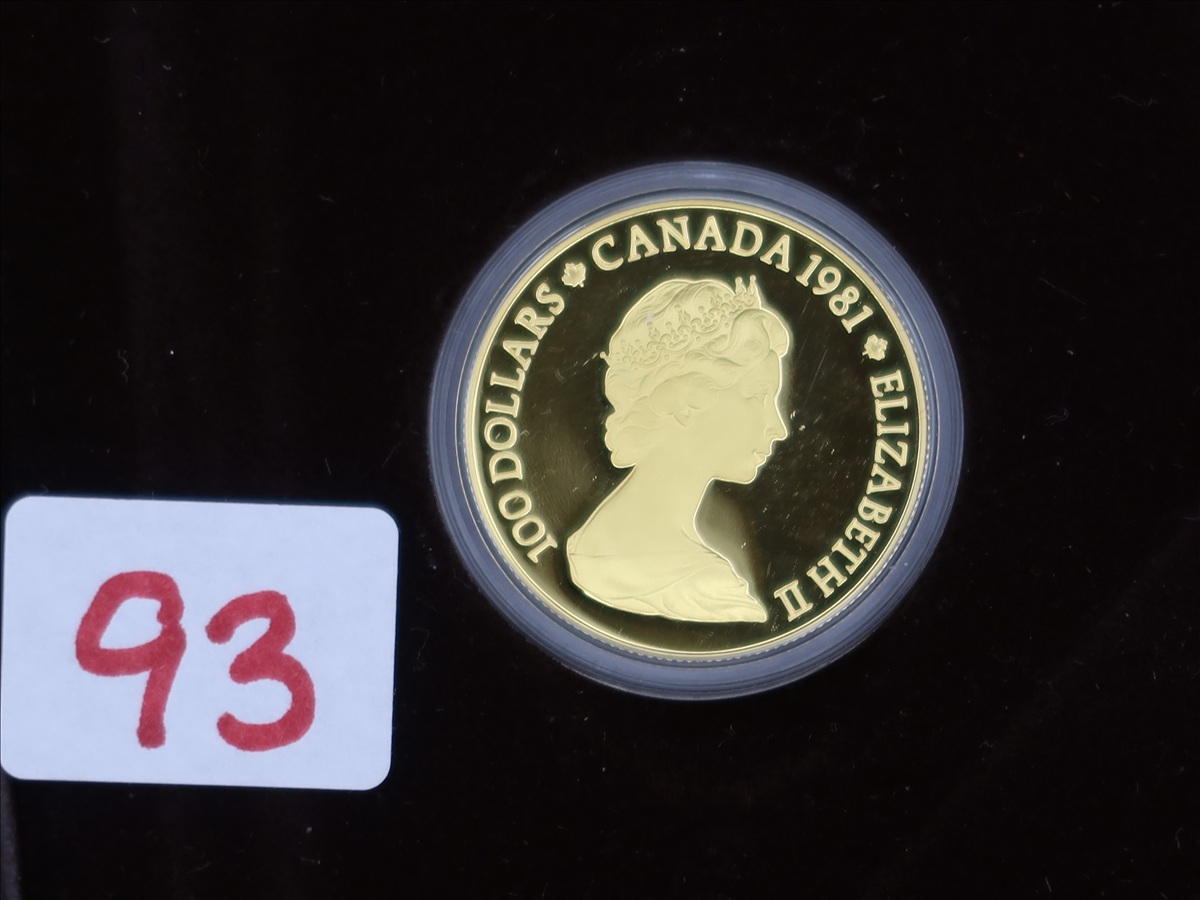 100 DOLLARS CANADA 1981 ELIZABETH II
93